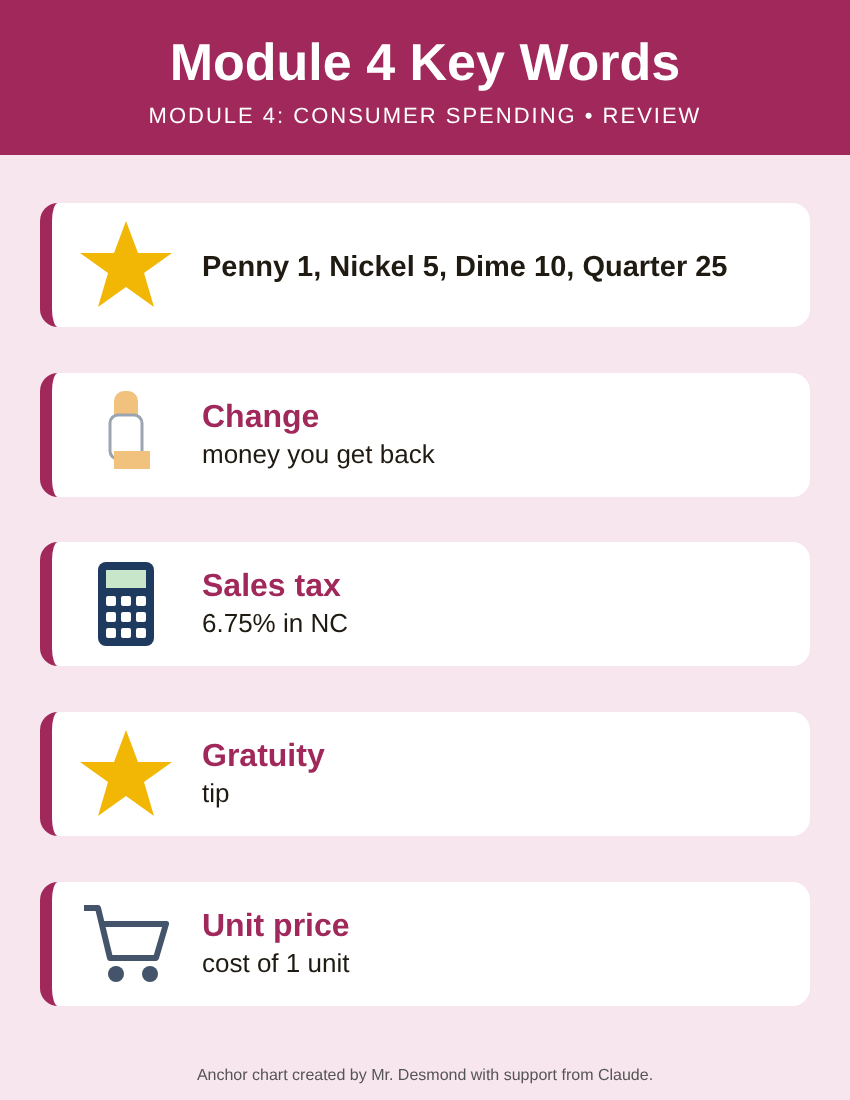 Module 4 Key Words
MODULE 4: CONSUMER SPENDING • REVIEW
Penny 1, Nickel 5, Dime 10, Quarter 25
Change
money you get back
Sales tax
6.75% in NC
Gratuity
tip
Unit price
cost of 1 unit
Anchor chart created by Mr. Desmond with support from Claude.